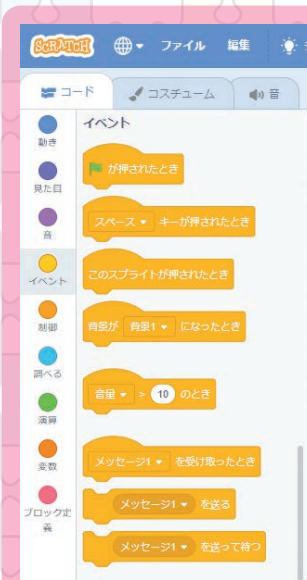 SCRATCH ファイル 編集
コード コスチューム 音
イベント
動き
見た目
音
イベント
制御
調べる
演算
変数
ブロック定
義
が押されたとき
スペース キーが押されたとき
このスプライトが押されたとき
背景が 背景1 になったとき
音量 > 10 のとき
メッセージ1 を受け取ったとき
メッセージ1 を送る
メッセージ1 を送って待つ